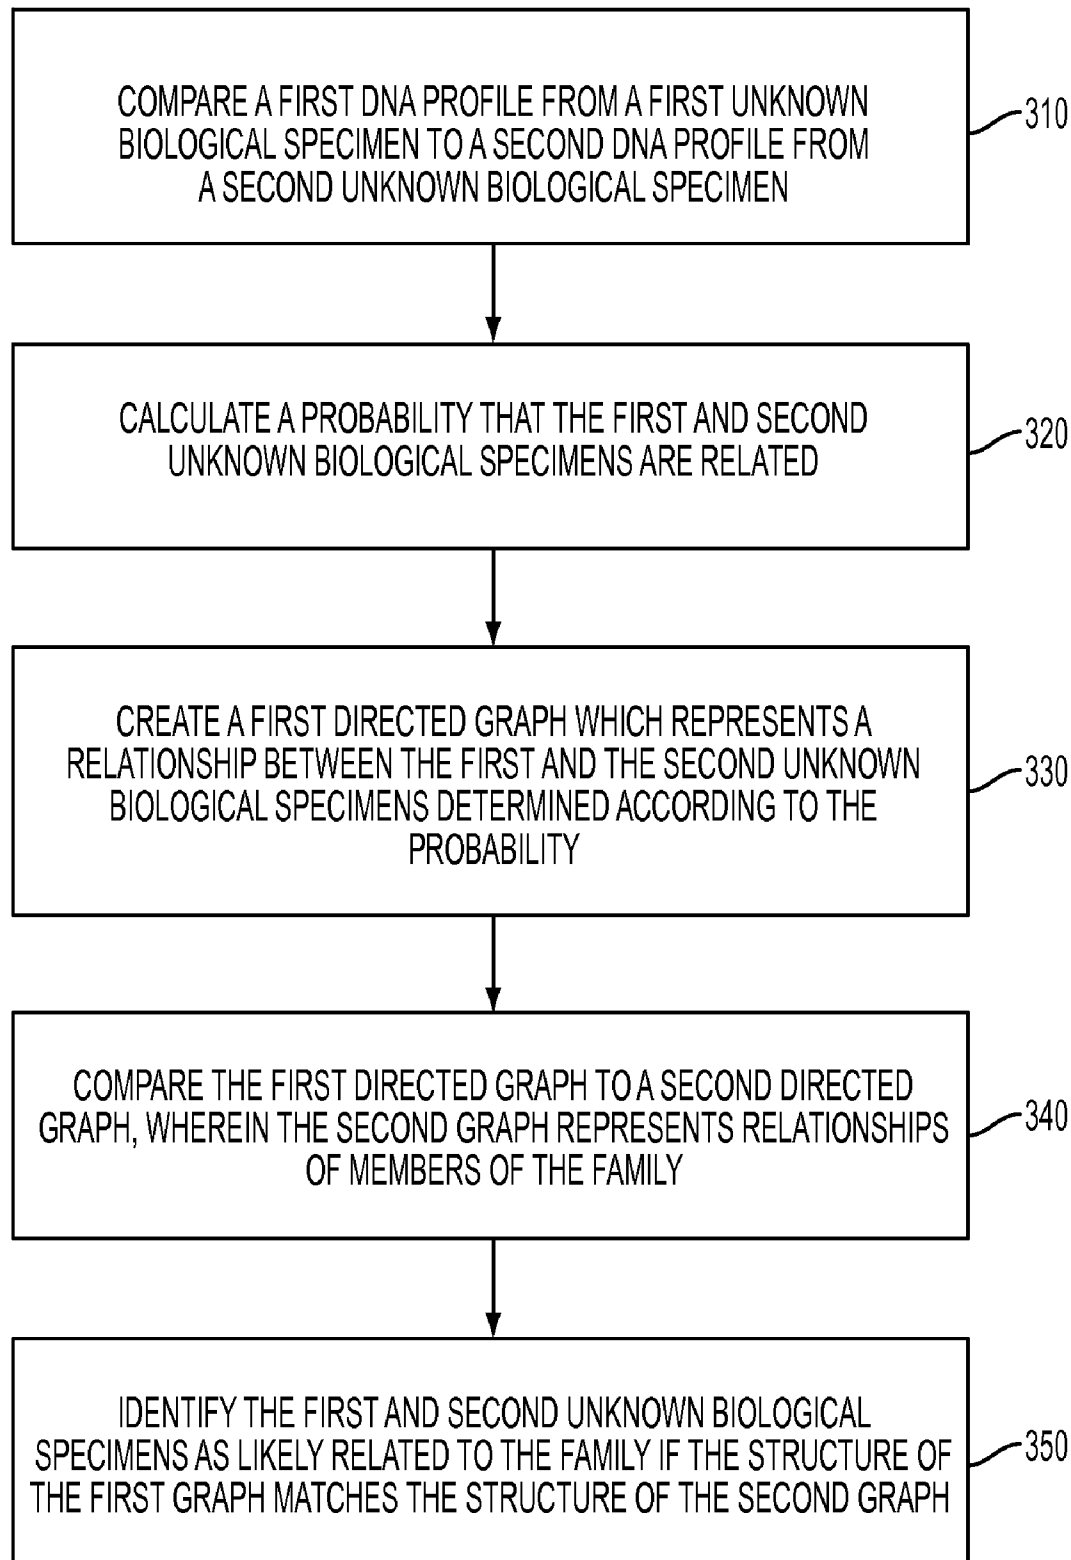 COMPARE A FIRST DNA PROFILE FROM A FIRST UNKNOWN
BIOLOGICAL SPECIMEN TO A SECOND DNA PROFILE FROM
A SECOND UNKNOWN BIOLOGICAL SPECIMEN
310
CALCULATE A PROBABILITY THAT THE FIRST AND SECOND
UNKNOWN BIOLOGICAL SPECIMENS ARE RELATED
320
CREATE A FIRST DIRECTED GRAPH WHICH REPRESENTS A
RELATIONSHIP BETWEEN THE FIRST AND THE SECOND UNKNOWN
BIOLOGICAL SPECIMENS DETERMINED ACCORDING TO THE
PROBABILITY
330
COMPARE THE FIRST DIRECTED GRAPH TO A SECOND DIRECTED
GRAPH, WHEREIN THE SECOND GRAPH REPRESENTS RELATIONSHIPS
OF MEMBERS OF THE FAMILY
340
IDENTIFY THE FIRST AND SECOND UNKNOWN BIOLOGICAL
SPECIMENS AS LIKELY RELATED TO THE FAMILY IF THE STRUCTURE OF
THE FIRST GRAPH MATCHES THE STRUCTURE OF THE SECOND GRAPH
350